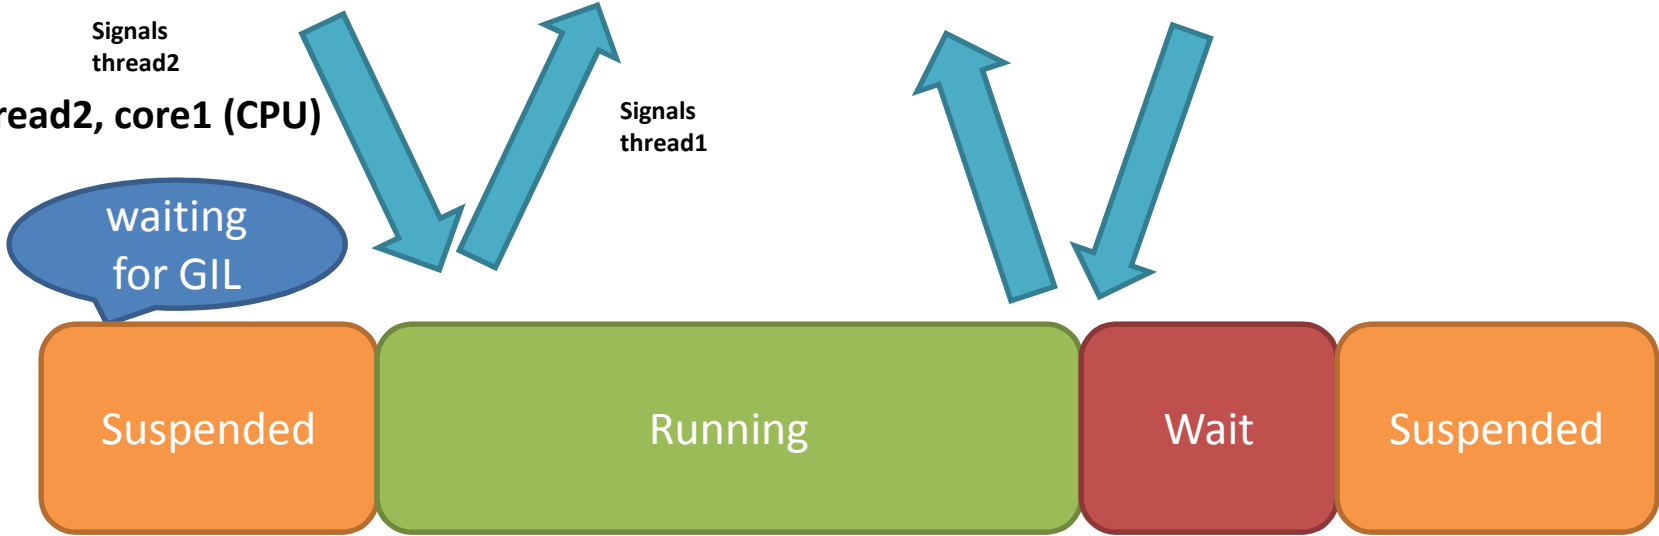 Signals
thread2
read2, core1 (CPU)
Signals
thread1
waiting
for GIL
Suspended
Running
Wait
Suspended